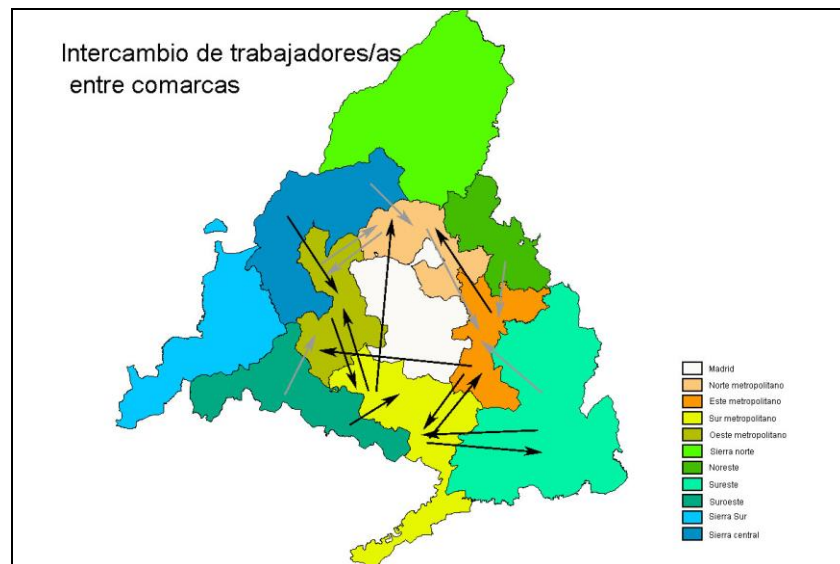 Intercambio de trabajadores/as
entre comarcas
Madrid
Norte metropolitano
Este metropolitano
Sur metropolitano
Oeste metropolitano
Sierra norte
Noreste
Sureste
Suroeste
Sierra Sur
Sierra central